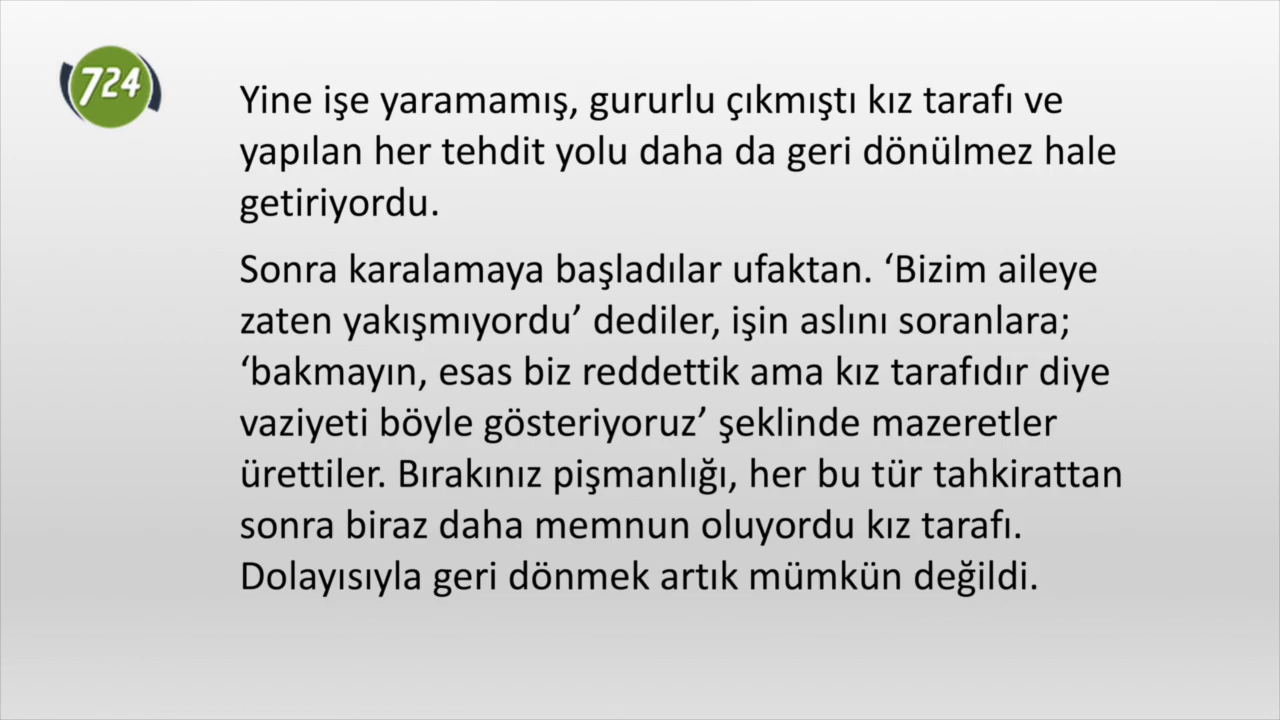 724
Yine işe yaramamış, gururlu çıkmıştı kız tarafı ve
yapılan her tehdit yolu daha da geri dönülmez hale
getiriyordu.
Sonra karalamaya başladılar ufaktan. ‘Bizim aileye
zaten yakışmıyordu’ dediler, işin aslını soranlara;
‘bakmayın, esas biz reddettik ama kız tarafıdır diye
vaziyeti böyle gösteriyoruz’ şeklinde mazeretler
ürettiler. Bırakınız pişmanlığı, her bu tür tahkirattan
sonra biraz daha memnun oluyordu kız tarafı.
Dolayısıyla geri dönmek artık mümkün değildi.